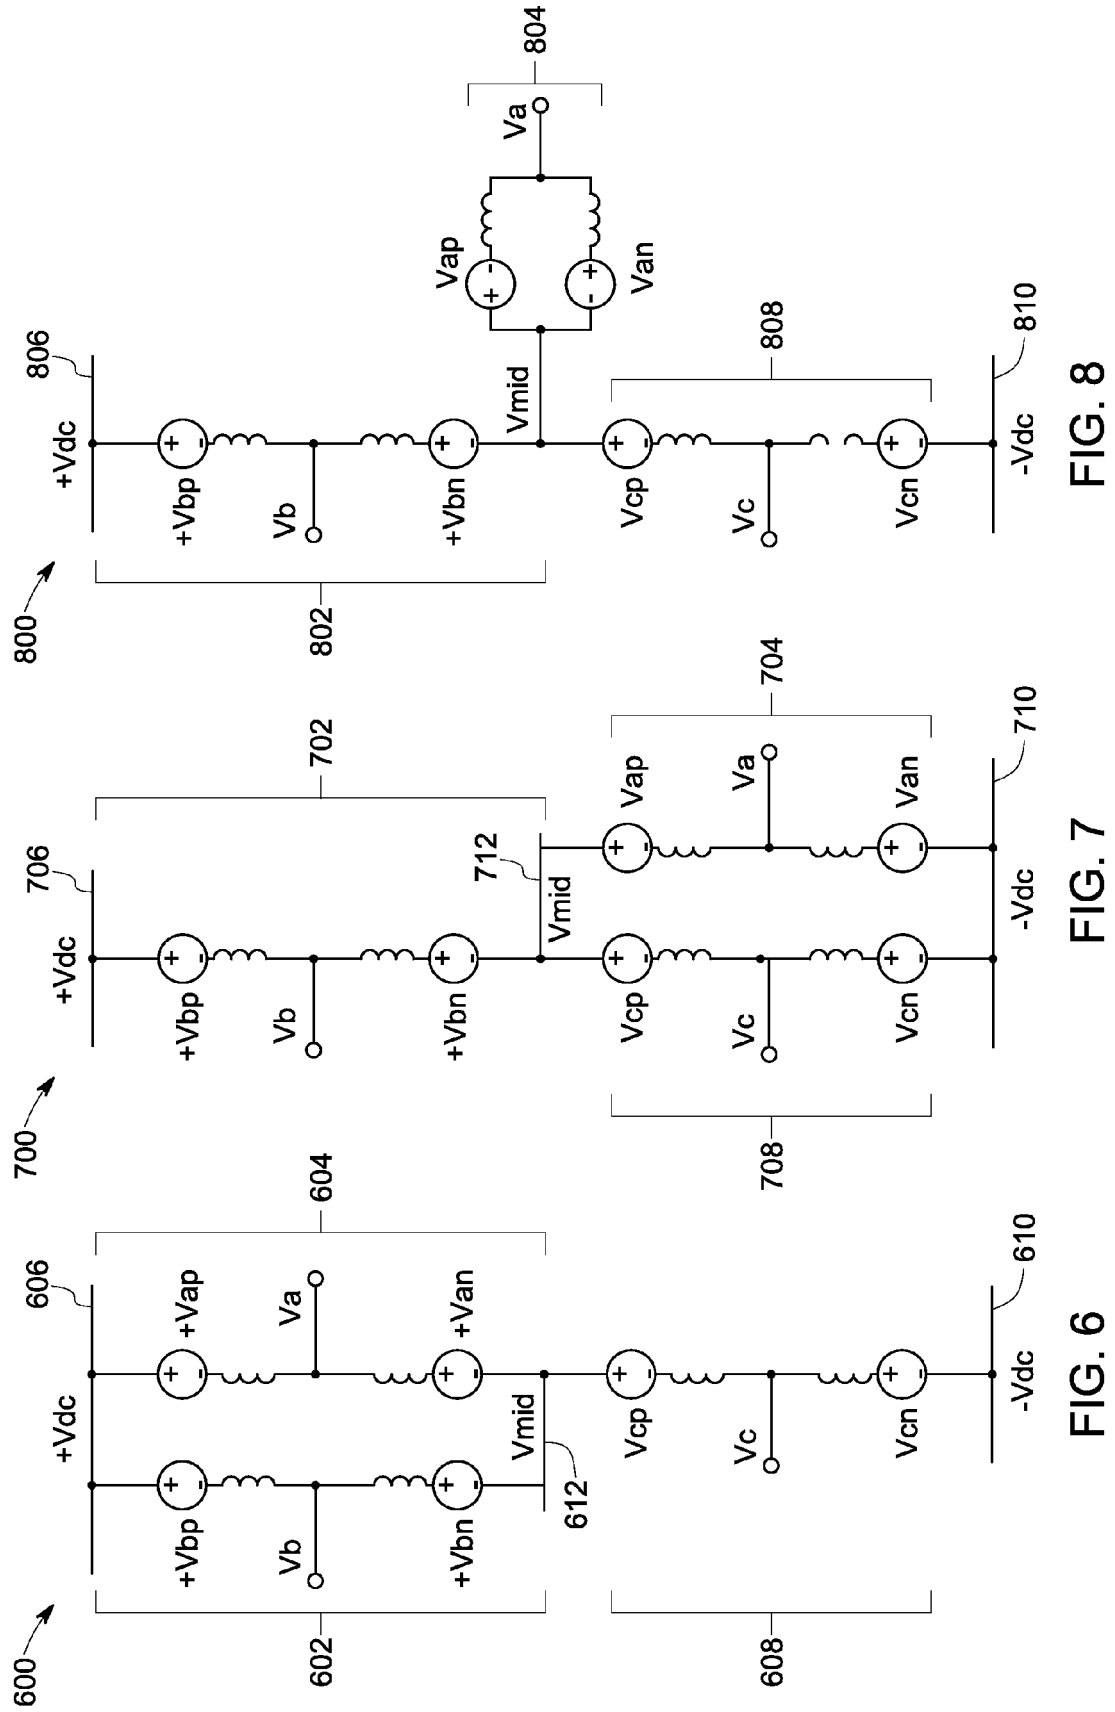 600
606
604
+Vdc
+Vbp
+Vap
Vb
Va
+Vbn
+Van
602
Vmid
612
Vcp
Vc
608
Vcn
610
-Vdc
FIG. 6
700
706
702
+Vdc
+Vbp
Vb
+Vbn
712
Vmid
Vcp
Vap
Vc
Va
704
708
Vcn
Van
710
-Vdc
FIG. 7
800
806
+Vdc
+Vbp
Vb
802
+Vbn
Vmid
Vap
Van
Va
804
Vcp
Vc
808
Vcn
810
-Vdc
FIG. 8